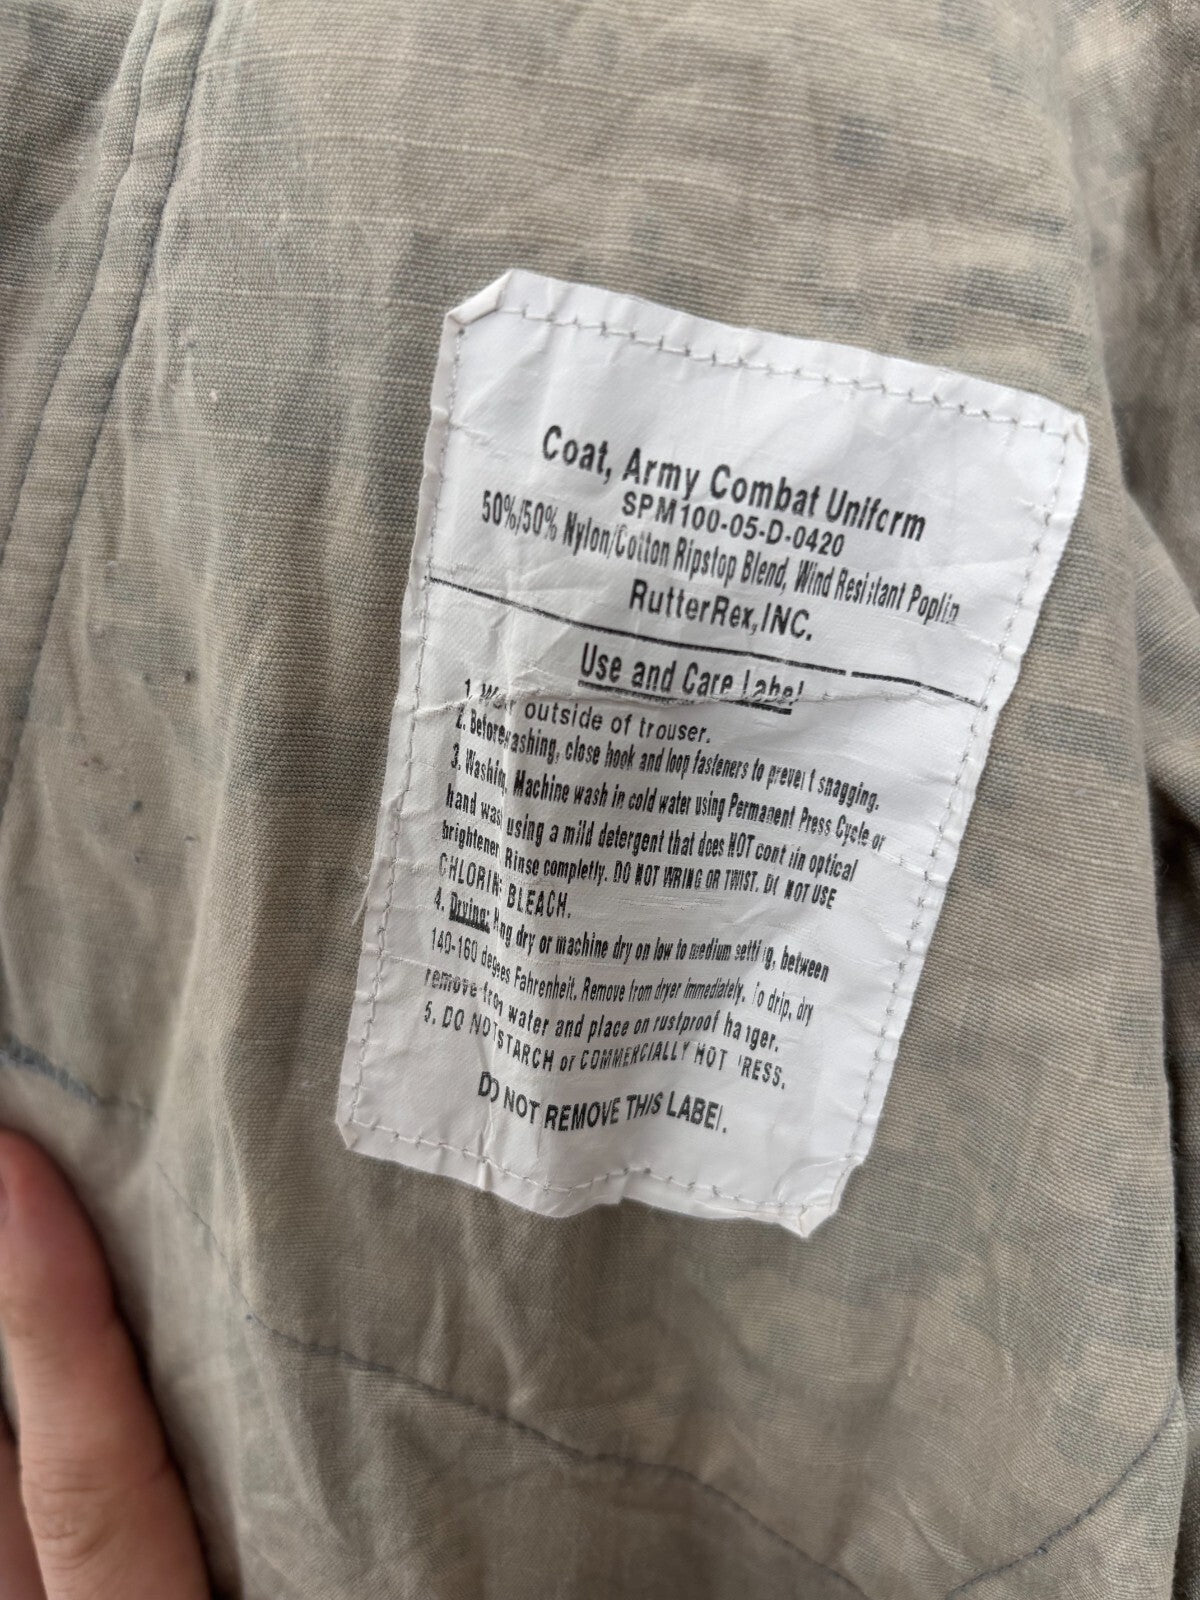 Coat, Army Combat Uniform
SPM100-05-D-0420
50%/50% Nylon/Cotton Ripstop Blend, Wind Resistant Poplin
RutterRex,INC.
Use and Care Label
1. Wear outside of trouser.
2. Before washing, close hook and loop fasteners to prevent snagging.
3. Washing. Machine wash in cold water using Permanent Press Cycle or
hand wash using a mild detergent that does NOT contain optical
brightener. Rinse completly. DO NOT WRING OR TWIST. DO NOT USE
CHLORINE BLEACH.
4. Drying: Hang dry or machine dry on low to medium setting, between
140-160 degees Fahrenheit. Remove from dryer immediately. To drip, dry
remove from water and place on rustproof hanger.
5. DO NOT STARCH or COMMERCIALLY HOT PRESS.
DO NOT REMOVE THIS LABEL.